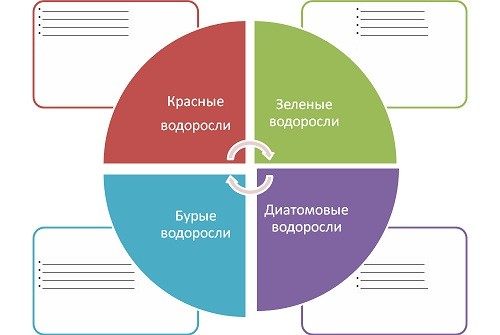 Красные
водоросли
Зеленые
водоросли
Бурые
водоросли
Диатомовые
водоросли